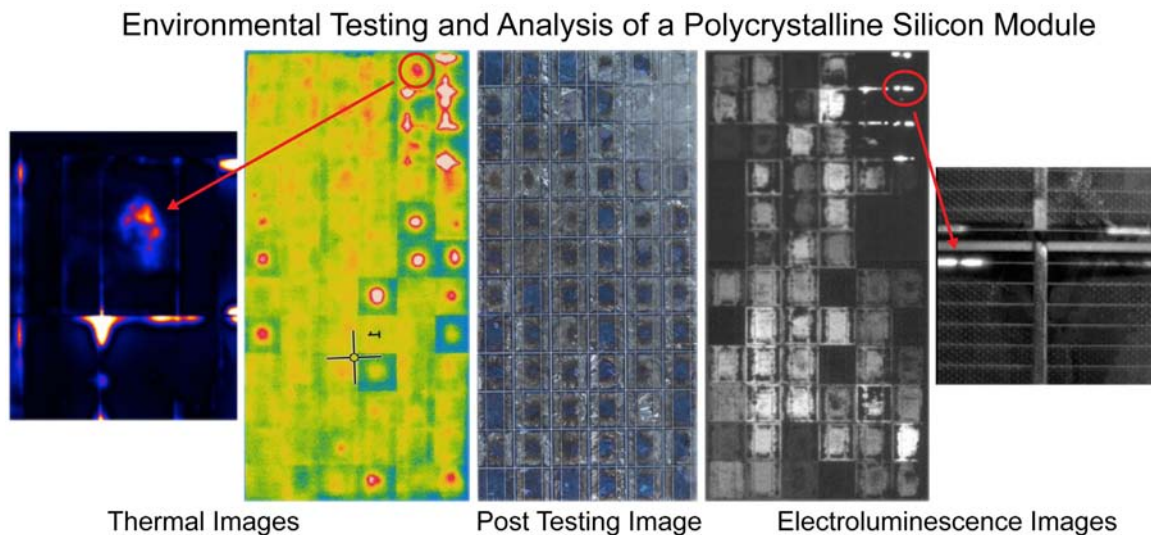 Environmental Testing and Analysis of a Polycrystalline Silicon Module
Thermal Images
Post Testing Image
Electroluminescence Images